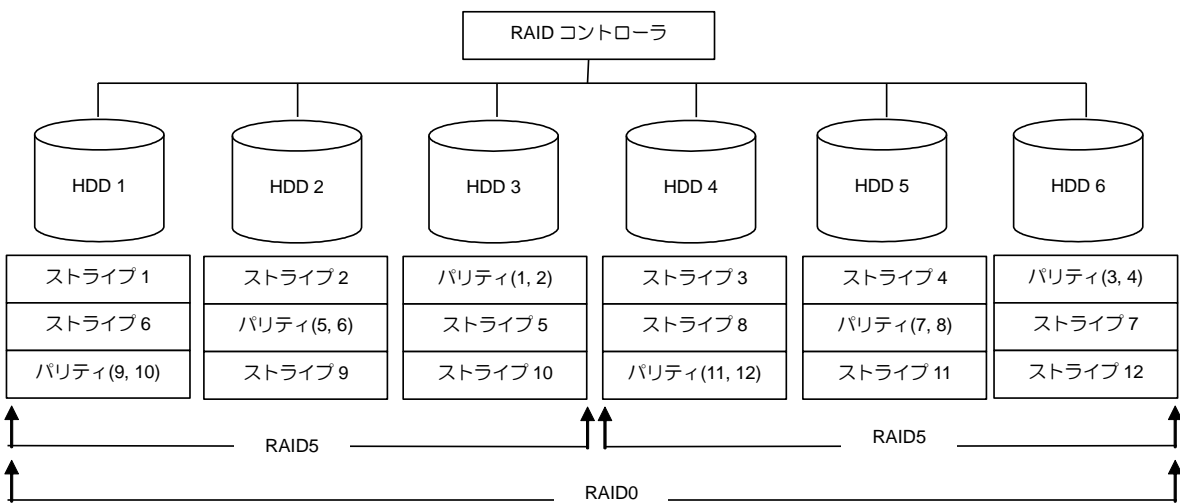 RAID コントローラ
HDD 1
HDD 2
HDD 3
HDD 4
HDD 5
HDD 6
ストライプ 1
ストライプ 2
パリティ(1, 2)
ストライプ 3
ストライプ 4
パリティ(3, 4)
ストライプ 6
パリティ(5, 6)
ストライプ 5
ストライプ 8
パリティ(7, 8)
ストライプ 7
パリティ(9, 10)
ストライプ 9
ストライプ 10
パリティ(11, 12)
ストライプ 11
ストライプ 12
RAID5
RAID5
RAID0